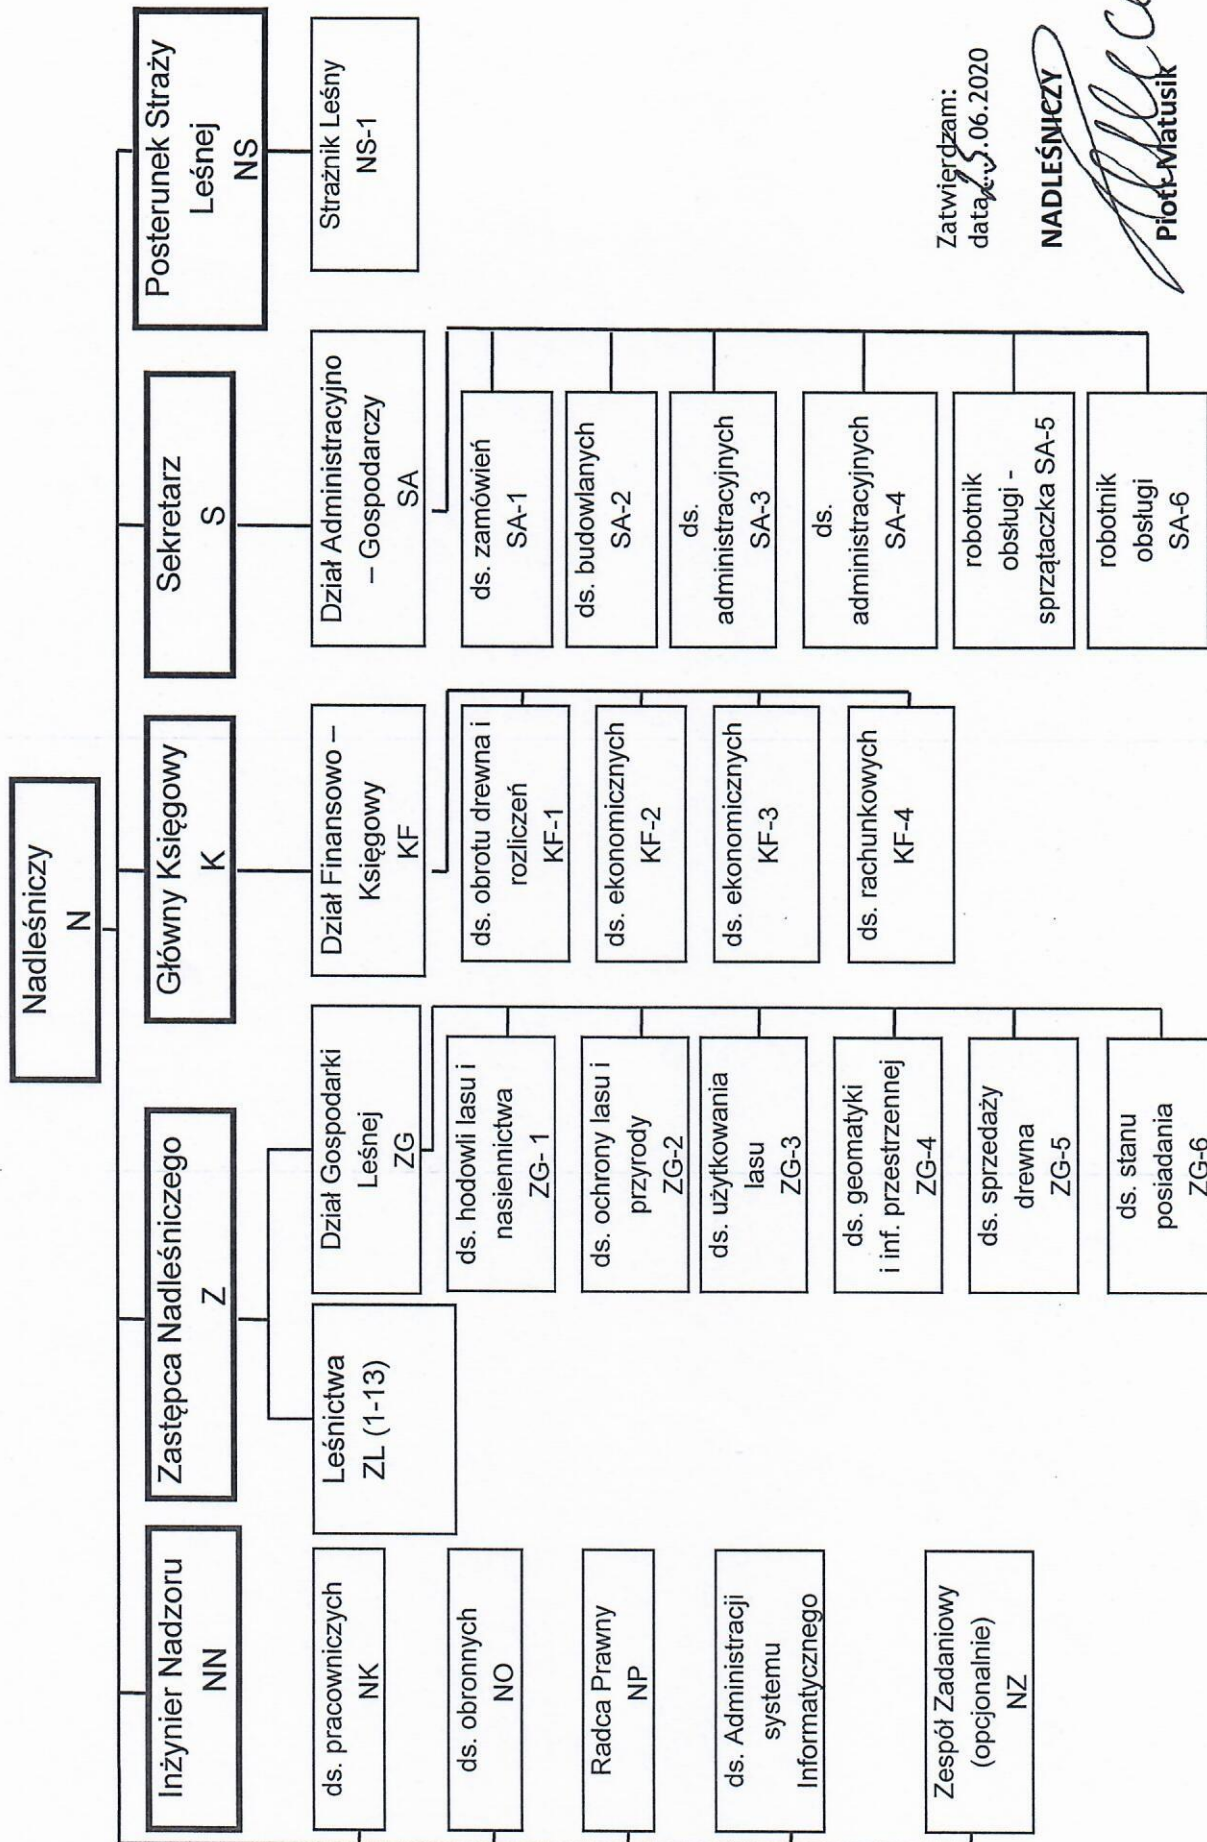 Nadleśniczy
N
Inżynier Nadzoru
NN
Zastępca Nadleśniczego
Z
Główny Księgowy
K
Sekretarz
S
Posterunek Straży
Leśnej
NS
ds. pracowniczych
NK
ds. obronnych
NO
Radca Prawny
NP
ds. Administracji
systemu
Informatycznego
Zespół Zadaniowy
(opcjonalnie)
NZ
Leśnictwa
ZL (1-13)
Dział Gospodarki
Leśnej
ZG
ds. hodowli lasu i
nasiennictwa
ZG- 1
ds. ochrony lasu i
przyrody
ZG-2
ds. użytkowania
lasu
ZG-3
ds. geomatyki
i inf. przestrzennej
ZG-4
ds. sprzedaży
drewna
ZG-5
ds. stanu
posiadania
ZG-6
Dział Finansowo –
Księgowy
KF
ds. obrotu drewna i
rozliczeń
KF-1
ds. ekonomicznych
KF-2
ds. ekonomicznych
KF-3
ds. rachunkowych
KF-4
Dział Administracyjno
– Gospodarczy
SA
ds. zamówień
SA-1
ds. budowlanych
SA-2
ds.
administracyjnych
SA-3
ds.
administracyjnych
SA-4
robotnik
obsługi -
sprzątaczka SA-5
robotnik
obsługi
SA-6
Strażnik Leśny
NS-1
Zatwierdzam:
data 25.06.2020
NADLEŚNICZY
Piotr Matusik